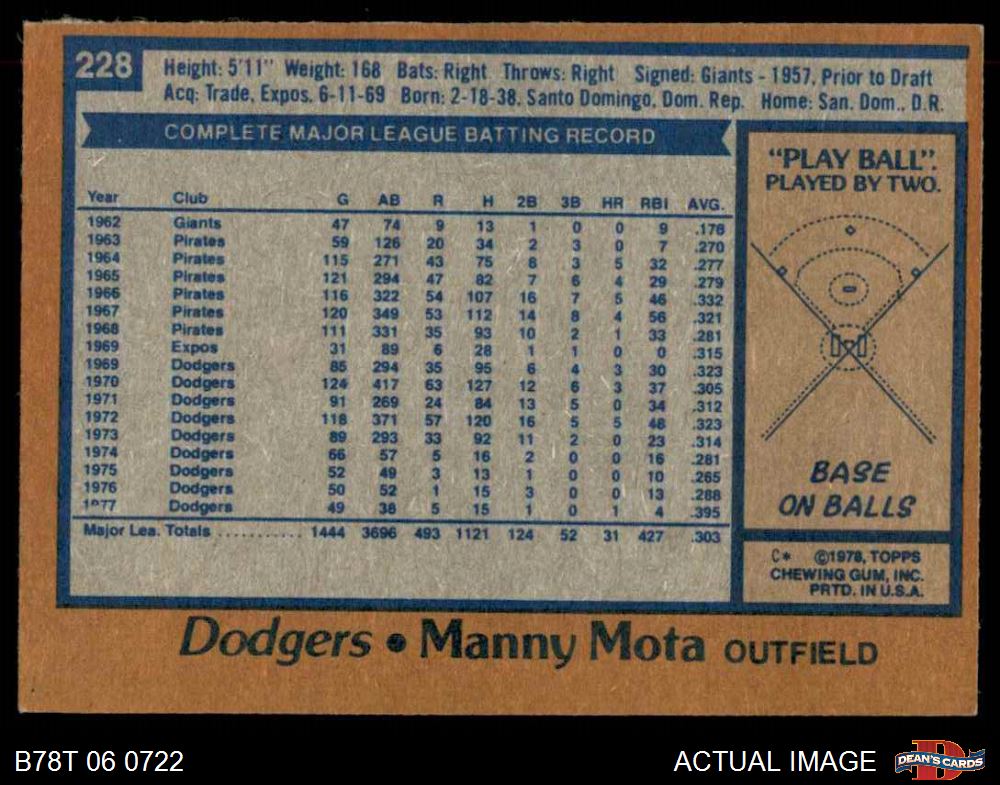 228
Height: 5'11" Weight: 168 Bats: Right Throws: Right Signed: Giants - 1957, Prior to Draft
Acq: Trade, Expos, 6-11-69 Born: 2-18-38, Santo Domingo, Dom. Rep. Home: San. Dom., D.R.
COMPLETE MAJOR LEAGUE BATTING RECORD
Year Club G AB R H 2B 3B HR RBI AVG.
1962 Giants 47 74 9 13 1 0 0 9 .176
1963 Pirates 59 126 20 34 2 3 0 7 .270
1964 Pirates 115 271 43 75 8 3 5 32 .277
1965 Pirates 121 294 47 82 7 6 4 29 .279
1966 Pirates 116 322 54 107 16 7 5 46 .332
1967 Pirates 120 349 53 112 14 8 4 56 .321
1968 Pirates 111 331 35 93 10 2 1 33 .281
1969 Expos 31 89 6 28 1 1 0 0 .315
1969 Dodgers 85 294 35 95 6 4 3 30 .323
1970 Dodgers 124 417 63 127 12 6 3 37 .305
1971 Dodgers 91 269 24 84 13 5 0 34 .312
1972 Dodgers 118 371 57 120 16 5 5 48 .323
1973 Dodgers 89 293 33 92 11 2 0 23 .314
1974 Dodgers 66 57 5 16 2 0 0 16 .281
1975 Dodgers 52 49 3 13 1 0 0 10 .265
1976 Dodgers 50 52 1 15 3 0 0 13 .288
1977 Dodgers 49 38 5 15 1 0 1 4 .395
Major Lea. Totals ........... 1444 3696 493 1121 124 52 31 427 .303
"PLAY BALL".
PLAYED BY TWO.
BASE
ON BALLS
C* ©1978, TOPPS
CHEWING GUM, INC.
PRTD. IN U.S.A.
Dodgers • Manny Mota OUTFIELD
B78T 06 0722
ACTUAL IMAGE
D
DEAN'S CARDS